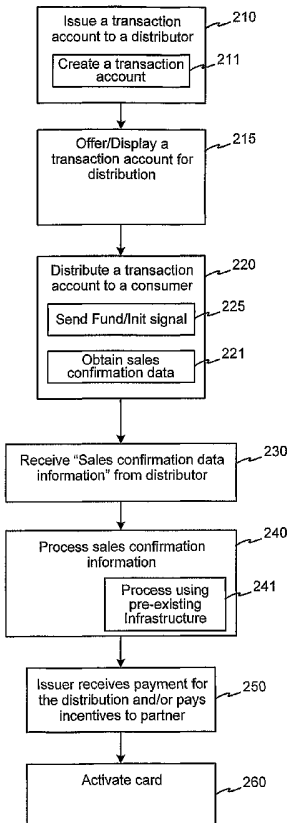 Issue a transaction
account to a distributor
210
Create a transaction
account
211
Offer/Display a
transaction account for
distribution
215
Distribute a transaction
account to a consumer
220
Send Fund/Init signal
225
Obtain sales
confirmation data
221
Receive "Sales confirmation data
information" from distributor
230
Process sales confirmation
information
240
Process using
pre-existing
Infrastructure
241
Issuer receives payment for
the distribution and/or pays
incentives to partner
250
Activate card
260